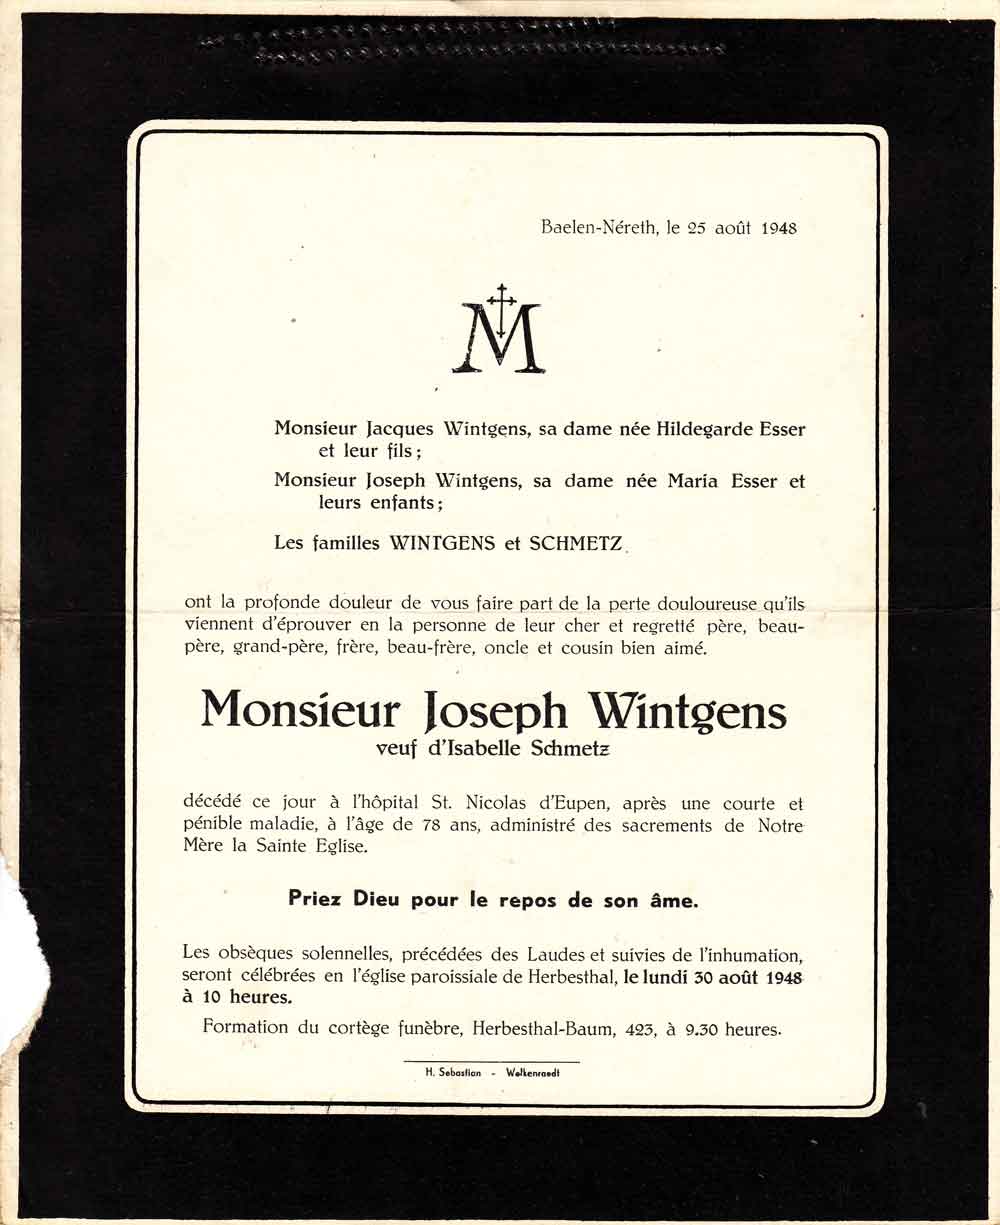 Baelen-Néreth, le 25 août 1948
M
Monsieur Jacques Wintgens, sa dame née Hildegarde Esser
et leur fils ;
Monsieur Joseph Wintgens, sa dame née Maria Esser et
leurs enfants ;
Les familles WINTGENS et SCHMETZ.
ont la profonde douleur de vous faire part de la perte douloureuse qu'ils
viennent d'éprouver en la personne de leur cher et regretté père, beau-
père, grand-père, frère, beau-frère, oncle et cousin bien aimé.
Monsieur Joseph Wintgens
veuf d'Isabelle Schmetz
décédé ce jour à l'hôpital St. Nicolas d'Eupen, après une courte et
pénible maladie, à l'âge de 78 ans, administré des sacrements de Notre
Mère la Sainte Eglise.
Priez Dieu pour le repos de son âme.
Les obsèques solennelles, précédées des Laudes et suivies de l'inhumation,
seront célébrées en l'église paroissiale de Herbesthal, le lundi 30 août 1948
à 10 heures.
Formation du cortège funèbre, Herbesthal-Baum, 423, à 9.30 heures.
H. Sebastian - Welkenraedt